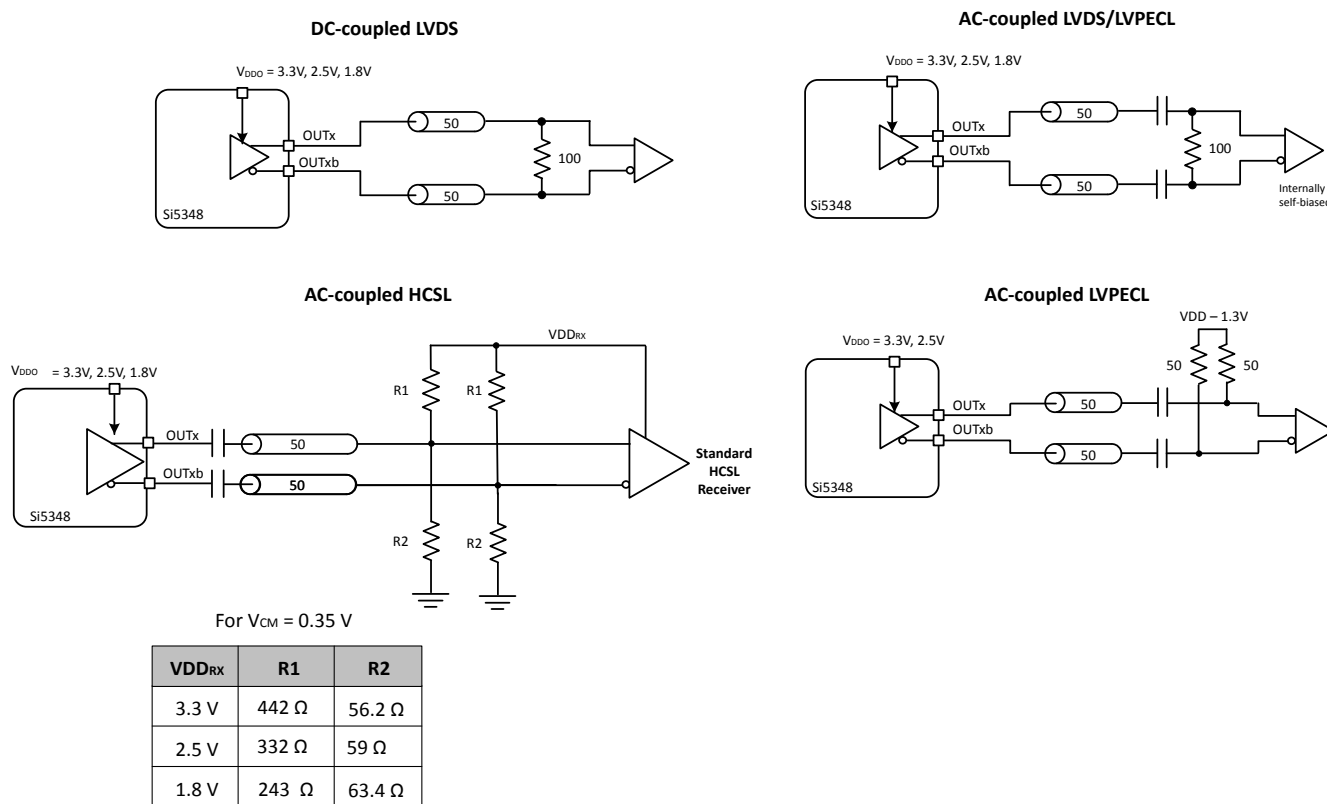 DC-coupled LVDS
VDDO = 3.3V, 2.5V, 1.8V
OUTx
OUTxb
50
50
100
Si5348
AC-coupled LVDS/LVPECL
VDDO = 3.3V, 2.5V, 1.8V
OUTx
OUTxb
50
50
100
Internally
self-biased
Si5348
AC-coupled HCSL
VDDO = 3.3V, 2.5V, 1.8V
VDDRX
R1
R1
OUTx
OUTxb
50
50
Standard
HCSL
Receiver
Si5348
R2
R2
For VCM = 0.35 V
VDDRX R1 R2
3.3 V 442 Ω 56.2 Ω
2.5 V 332 Ω 59 Ω
1.8 V 243 Ω 63.4 Ω
AC-coupled LVPECL
VDD – 1.3V
VDDO = 3.3V, 2.5V
50
50
OUTx
OUTxb
50
50
Si5348